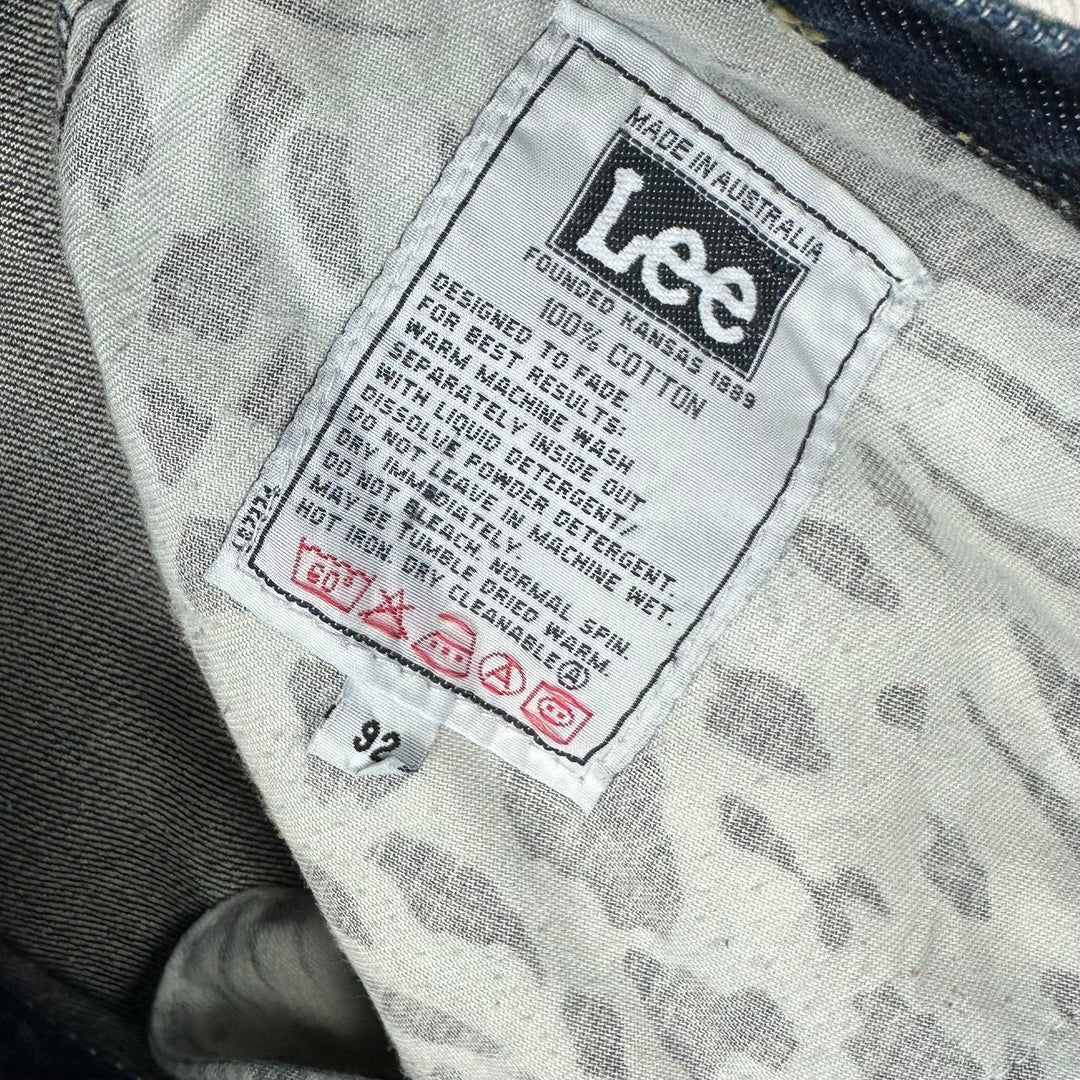 MADE IN AUSTRALIA
Lee
FOUNDED KANSAS 1889
100% COTTON
DESIGNED TO FADE.
FOR BEST RESULTS.
WARM MACHINE WASH
SEPARATELY INSIDE OUT
WITH LIQUID DETERGENT/
DISSOLVE POWDER DETERGENT.
DO NOT LEAVE IN MACHINE WET.
DRY IMMEDIATELY.
DO NOT BLEACH, NORMAL SPIN.
MAY BE TUMBLE DRIED WARM.
HOT IRON. DRY CLEANABLE Ⓐ
60°
A
92